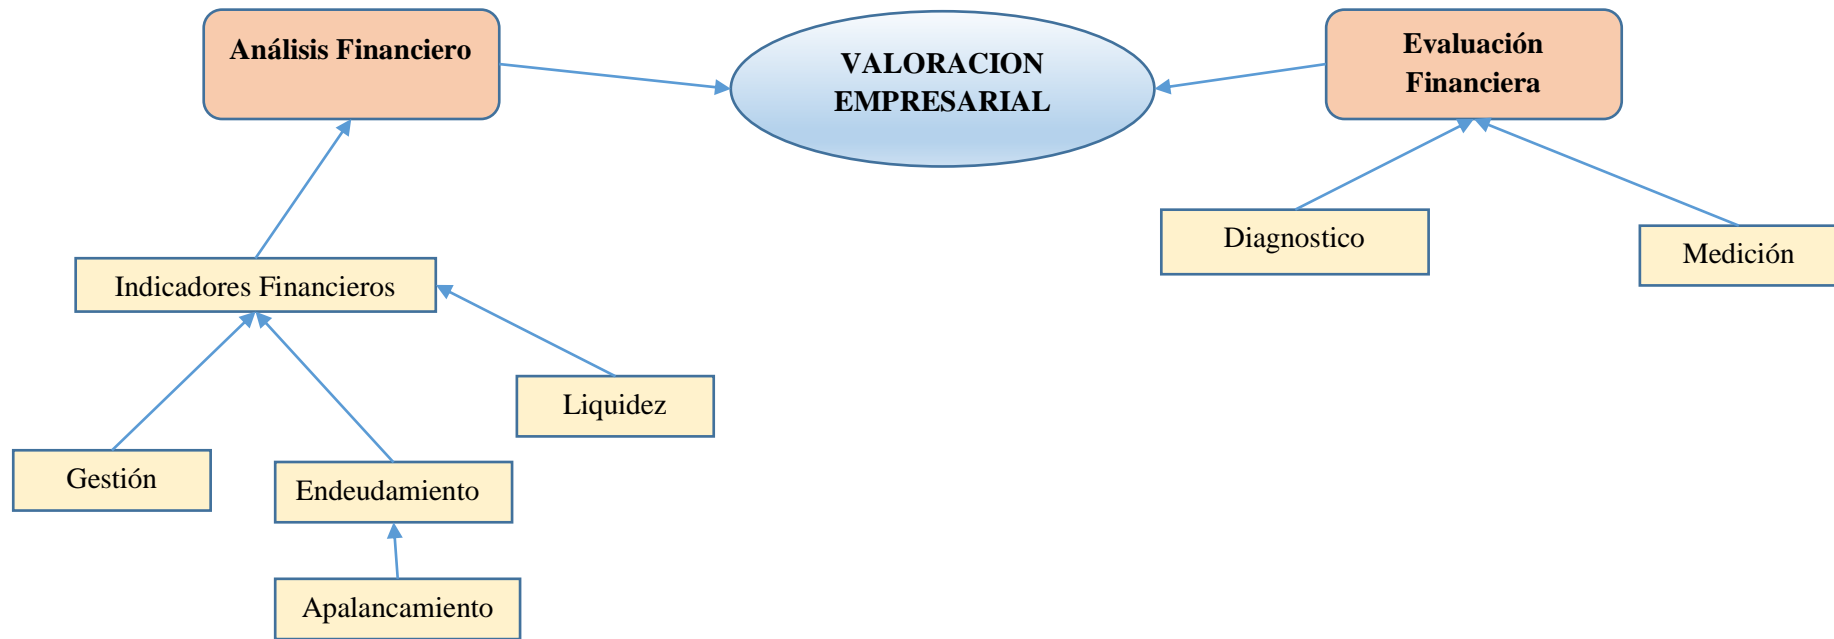 Análisis Financiero
VALORACION
EMPRESARIAL
Evaluación
Financiera
Diagnostico
Medición
Indicadores Financieros
Liquidez
Gestión
Endeudamiento
Apalancamiento